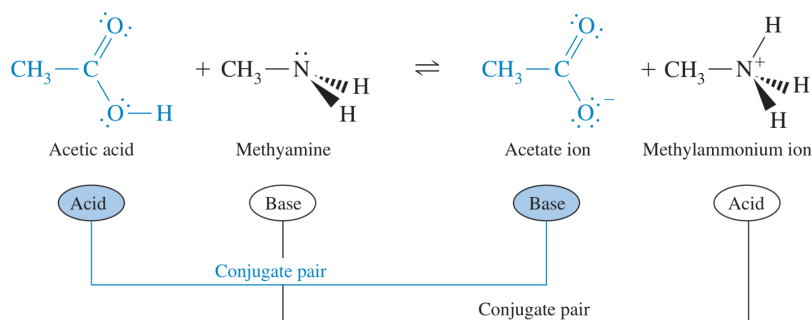 O O H
CH₃—C + CH₃—N H ⇌ CH₃—C + CH₃—N⁺ H
O—H H O⁻ H
Acetic acid Methyamine Acetate ion Methylammonium ion
Acid Base Base Acid
Conjugate pair
Conjugate pair